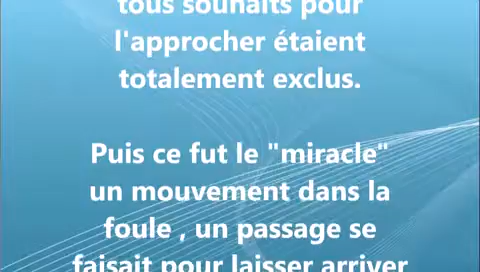 tous souhaits pour
l'approcher étaient
totalement exclus.
Puis ce fut le "miracle"
un mouvement dans la
foule , un passage se
faisait pour laisser arriver